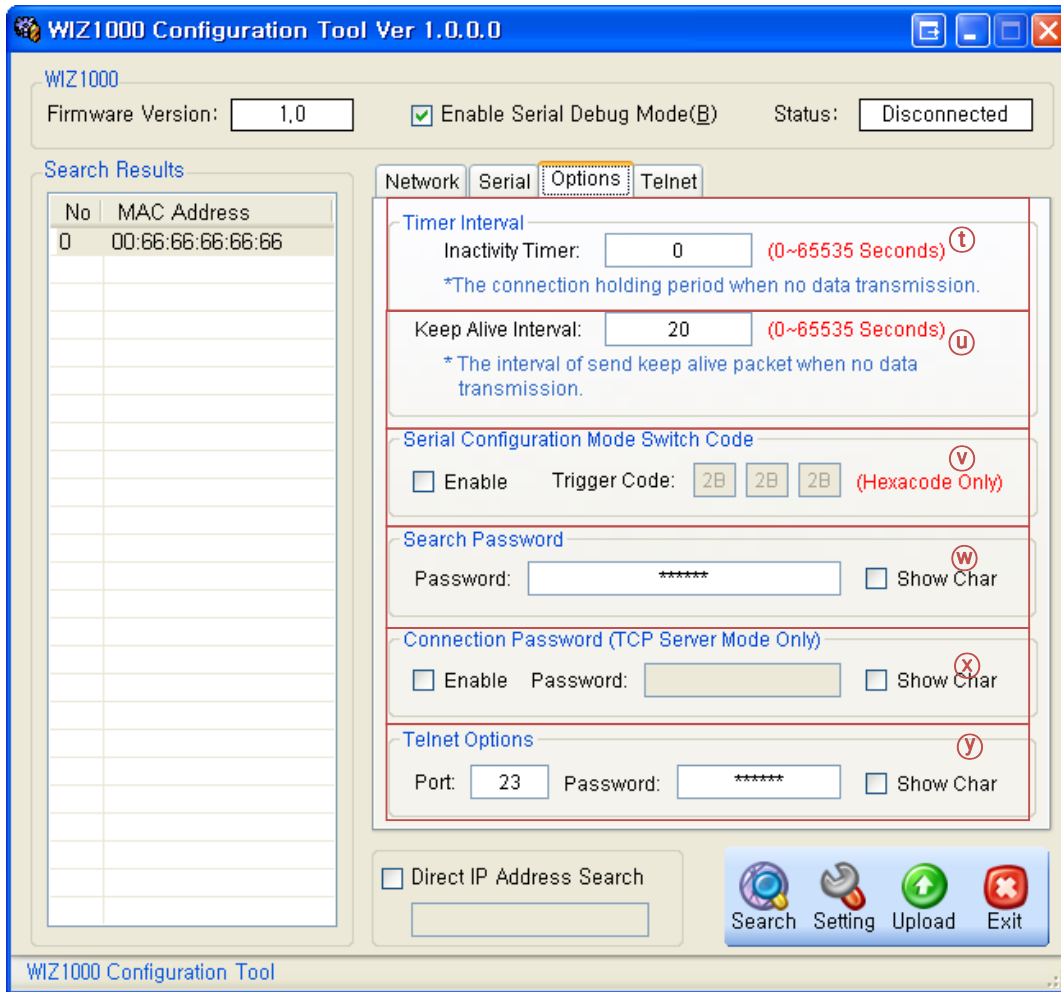 WIZ1000 Configuration Tool Ver 1.0.0.0
WIZ1000
Firmware Version: 1,0 Enable Serial Debug Mode(B) Status: Disconnected
Search Results
No MAC Address
0 00:66:66:66:66:66
Network Serial Options Telnet
Timer Interval
Inactivity Timer: 0 (0~65535 Seconds) ⓣ
*The connection holding period when no data transmission.
Keep Alive Interval: 20 (0~65535 Seconds) ⓤ
* The interval of send keep alive packet when no data
transmission.
Serial Configuration Mode Switch Code
ⓥ
Enable Trigger Code: 2B 2B 2B (Hexacode Only)
Search Password
ⓦ
Password: ****** Show Char
Connection Password (TCP Server Mode Only)
ⓧ
Enable Password: Show Char
Telnet Options
ⓨ
Port: 23 Password: ****** Show Char
Direct IP Address Search
Search Setting Upload Exit
WIZ1000 Configuration Tool